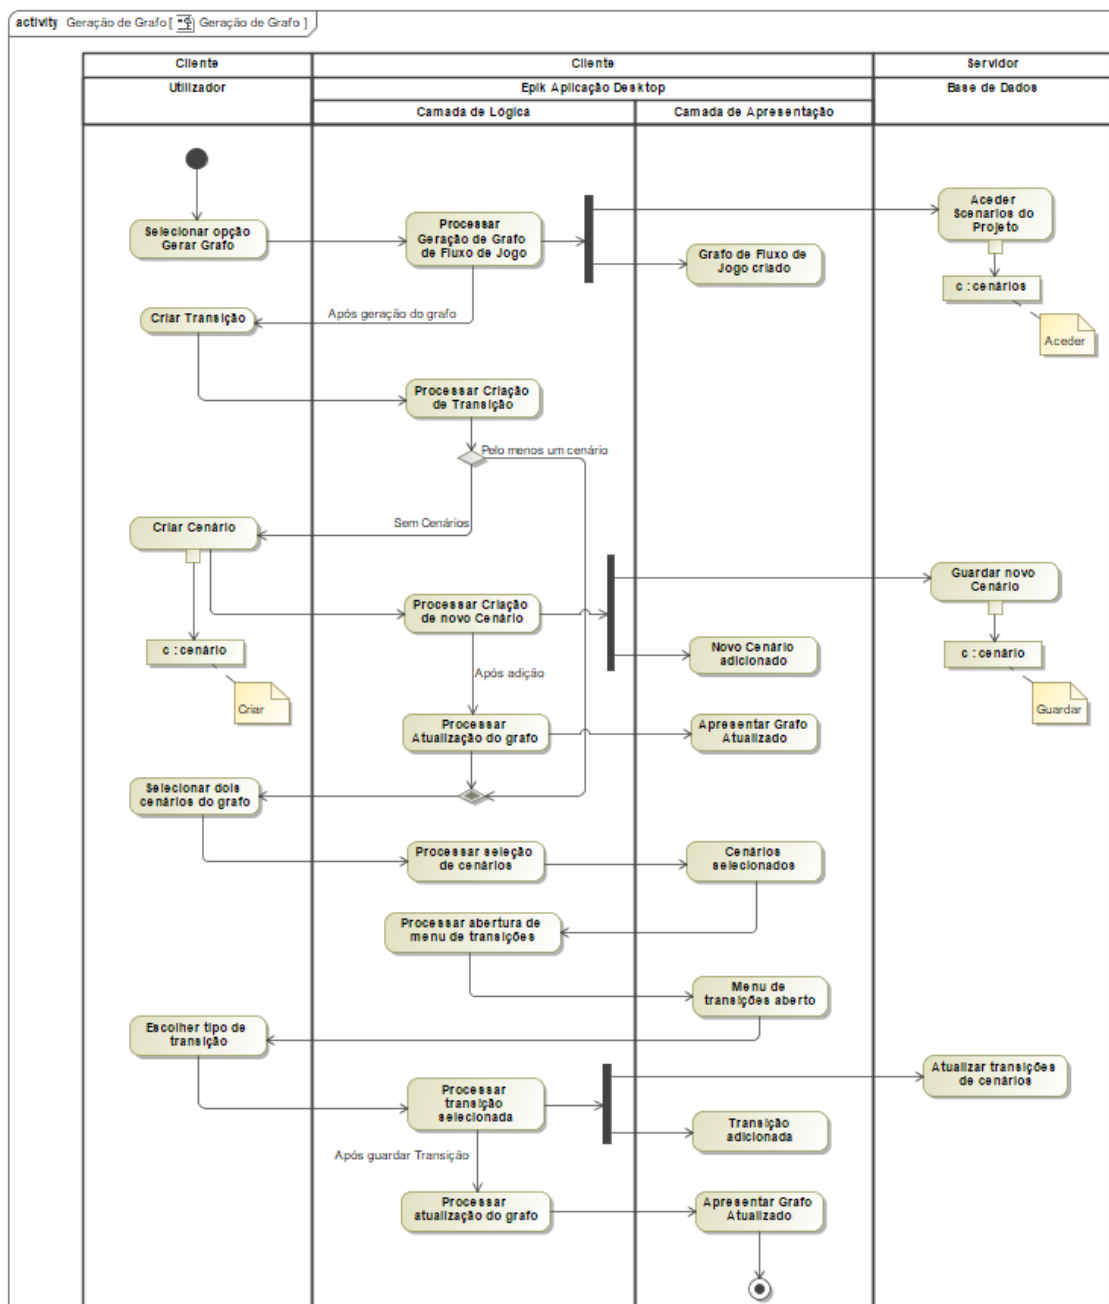 activity Geração de Grafo [ Geração de Grafo ]
Cliente
Cliente
Servidor
Utilizador
Epik Aplicação Desktop
Base de Dados
Camada de Lógica
Camada de Apresentação
Selecionar opção
Gerar Grafo
Processar
Geração de Grafo
de Fluxo de Jogo
Aceder
Scenarios do
Projeto
Grafo de Fluxo de
Jogo criado
c : cenários
Aceder
Após geração do grafo
Criar Transição
Processar Criação
de Transição
Pelo menos um cenário
Sem Cenários
Criar Cenário
Guardar novo
Cenário
Processar Criação
de novo Cenário
c : cenário
Criar
Novo Cenário
adicionado
c : cenário
Guardar
Após adição
Processar
Atualização do grafo
Apresentar Grafo
Atualizado
Selecionar dois
cenários do grafo
Processar seleção
de cenários
Cenários
selecionados
Processar abertura de
menu de transições
Menu de
transições aberto
Escolher tipo de
transição
Processar
transição
selecionada
Atualizar transições
de cenários
Transição
adicionada
Após guardar Transição
Processar
atualização do grafo
Apresentar Grafo
Atualizado